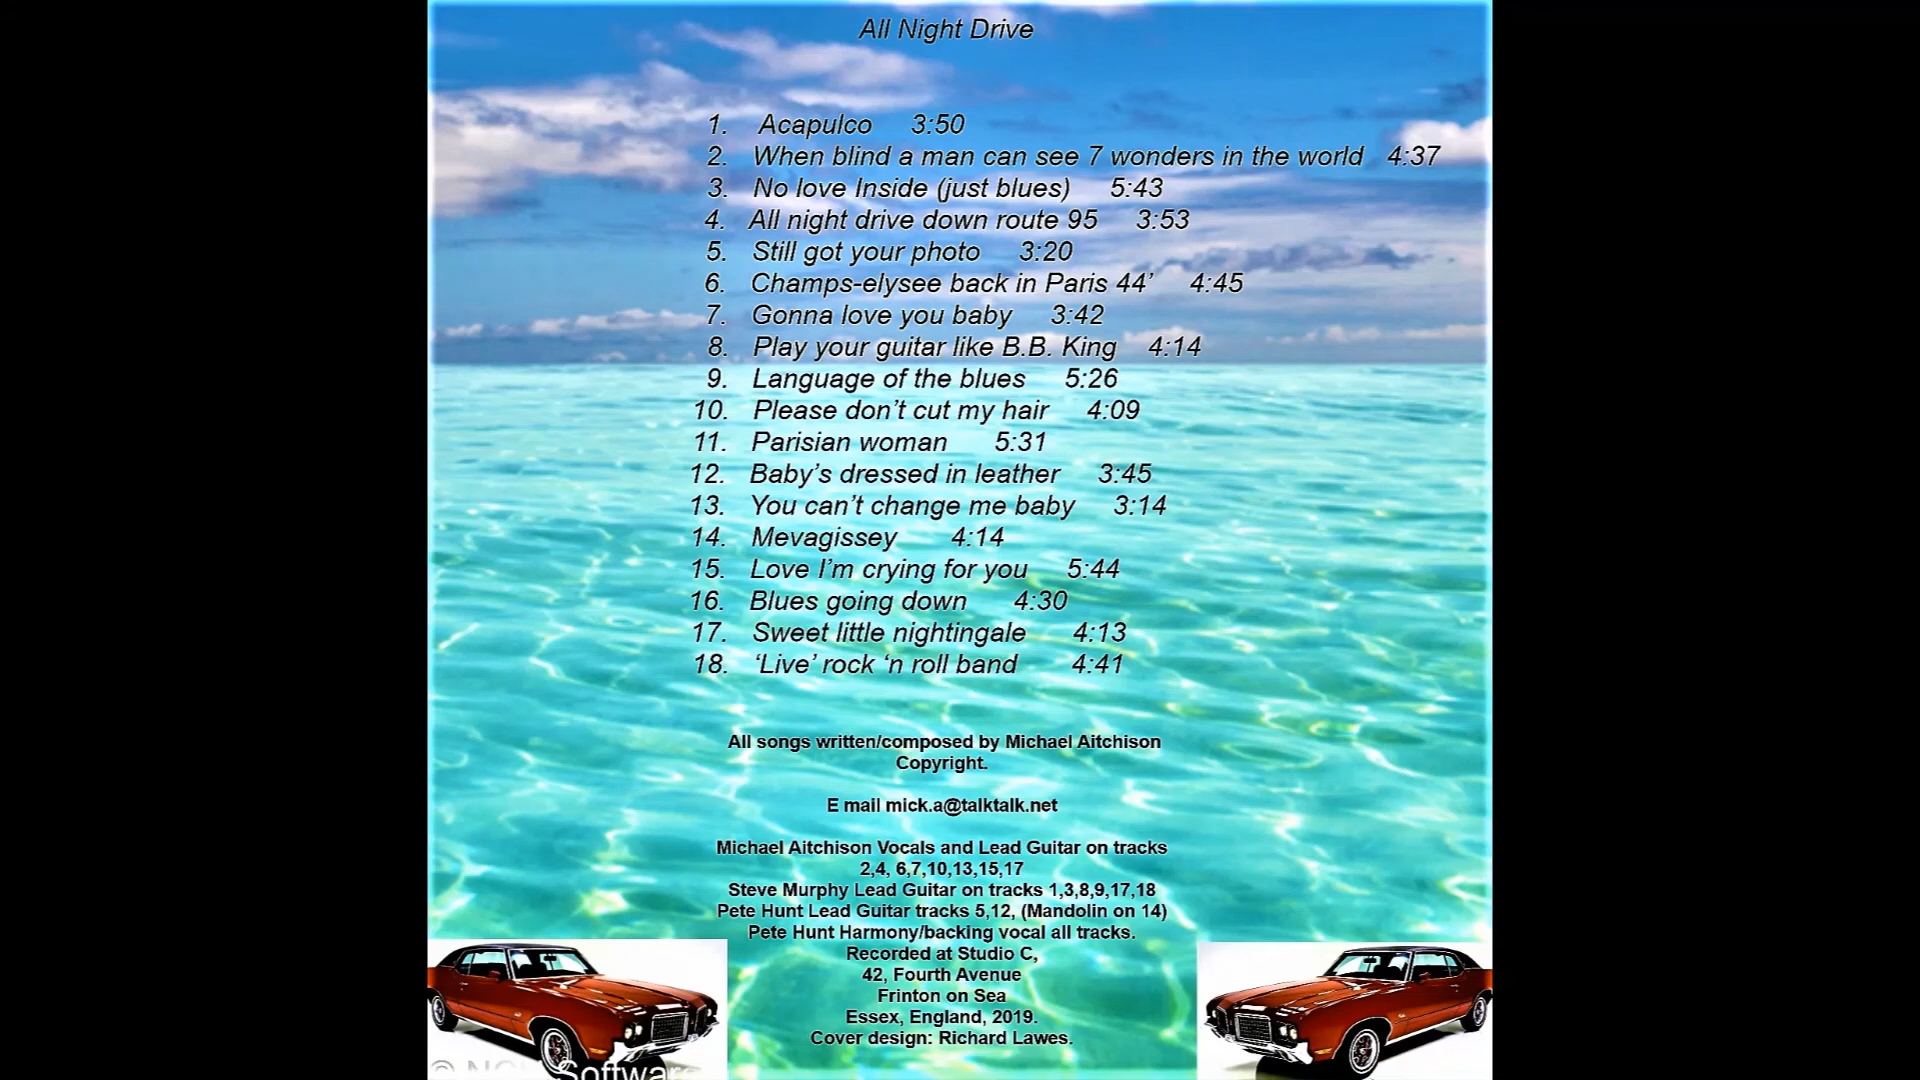 All Night Drive
1. Acapulco 3:50
2. When blind a man can see 7 wonders in the world 4:37
3. No love Inside (just blues) 5:43
4. All night drive down route 95 3:53
5. Still got your photo 3:20
6. Champs-elysee back in Paris 44’ 4:45
7. Gonna love you baby 3:42
8. Play your guitar like B.B. King 4:14
9. Language of the blues 5:26
10. Please don’t cut my hair 4:09
11. Parisian woman 5:31
12. Baby’s dressed in leather 3:45
13. You can’t change me baby 3:14
14. Mevagissey 4:14
15. Love I’m crying for you 5:44
16. Blues going down 4:30
17. Sweet little nightingale 4:13
18. ‘Live’ rock ‘n roll band 4:41
All songs written/composed by Michael Aitchison
Copyright.
E mail mick.a@talktalk.net
Michael Aitchison Vocals and Lead Guitar on tracks
2,4, 6,7,10,13,15,17
Steve Murphy Lead Guitar on tracks 1,3,8,9,17,18
Pete Hunt Lead Guitar tracks 5,12, (Mandolin on 14)
Pete Hunt Harmony/backing vocal all tracks.
Recorded at Studio C,
42, Fourth Avenue
Frinton on Sea
Essex, England, 2019.
Cover design: Richard Lawes.